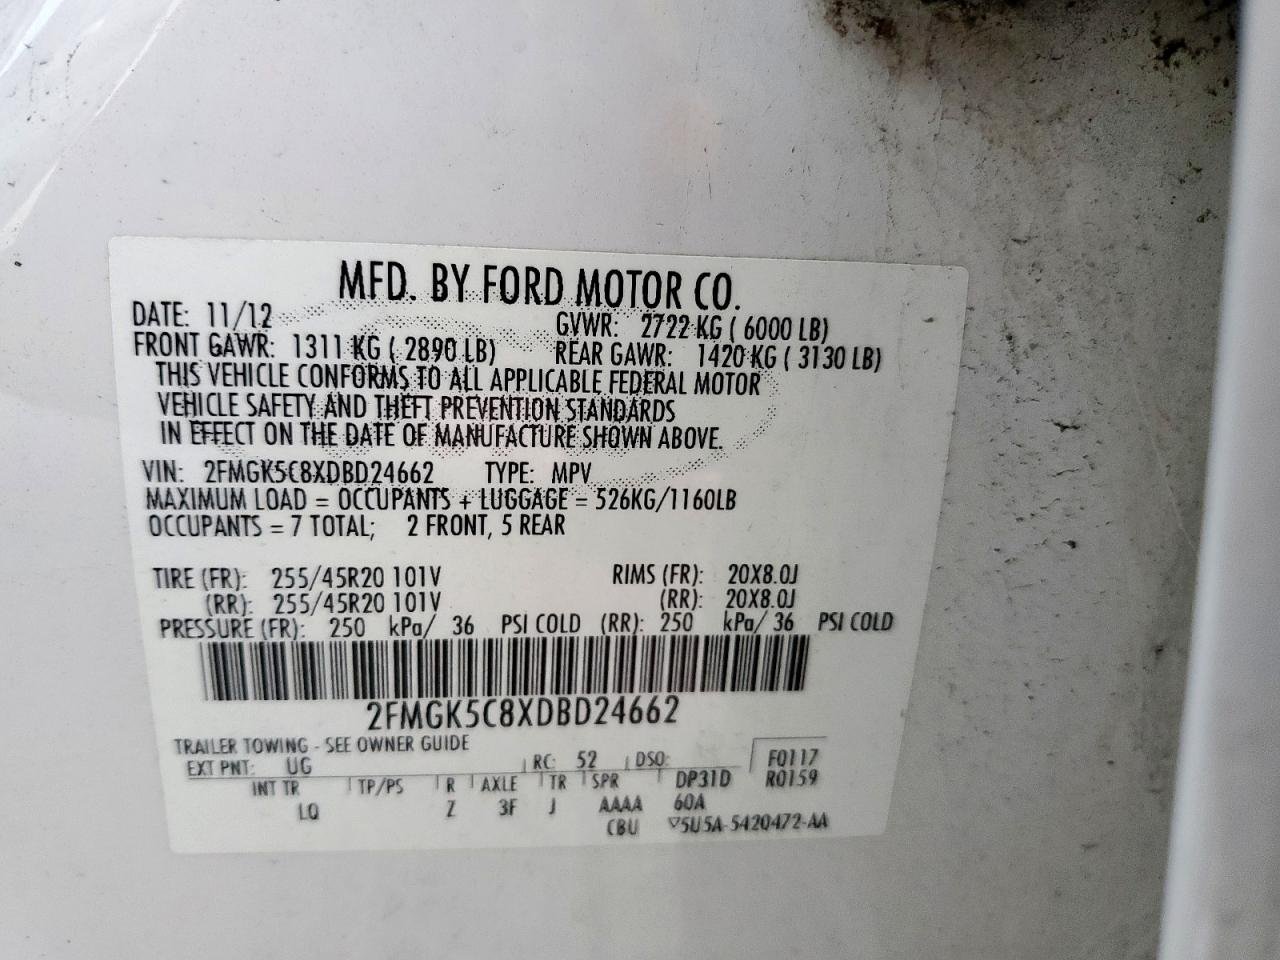 MFD. BY FORD MOTOR CO.
DATE: 11/12 GVWR: 2722 KG ( 6000 LB)
FRONT GAWR: 1311 KG ( 2890 LB) REAR GAWR: 1420 KG ( 3130 LB)
THIS VEHICLE CONFORMS TO ALL APPLICABLE FEDERAL MOTOR
VEHICLE SAFETY AND THEFT PREVENTION STANDARDS
IN EFFECT ON THE DATE OF MANUFACTURE SHOWN ABOVE.
VIN: 2FMGK5C8XDBD24662 TYPE: MPV
MAXIMUM LOAD = OCCUPANTS + LUGGAGE = 526KG/1160LB
OCCUPANTS = 7 TOTAL; 2 FRONT, 5 REAR
TIRE (FR): 255/45R20 101V RIMS (FR): 20X8.0J
(RR): 255/45R20 101V (RR): 20X8.0J
PRESSURE (FR): 250 kPa/ 36 PSI COLD (RR): 250 kPa/ 36 PSI COLD
2FMGK5C8XDBD24662
TRAILER TOWING - SEE OWNER GUIDE
EXT PNT: UG RC: 52 DSO: F0117
INT TR TP/PS R AXLE TR SPR DP31D R0159
LQ Z 3F J AAAA 60A
CBU ▽5U5A-5420472-AA